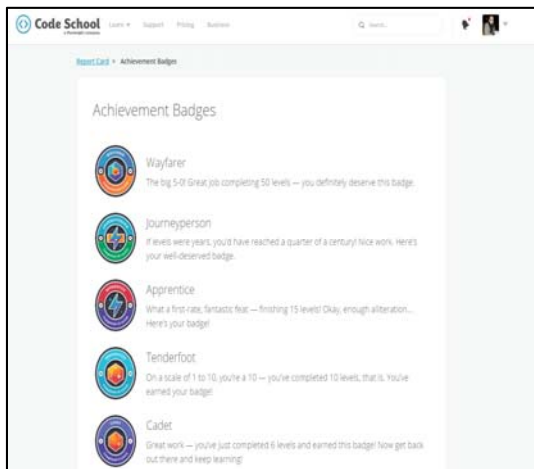 Code School
Learn Support Pricing Business
Search...
a Pluralsight company
Report Card > Achievement Badges
Achievement Badges
Wayfarer
The big 5-0! Great job completing 50 levels — you definitely deserve this badge.
Journeyperson
If levels were years, you'd have reached a quarter of a century! Nice work. Here's
your well-deserved badge.
Apprentice
What a first-rate, fantastic feat — finishing 15 levels! Okay, enough alliteration...
Here's your badge!
Tenderfoot
On a scale of 1 to 10, you're a 10 — you've completed 10 levels, that is. You've
earned your badge!
Cadet
Great work — you've just completed 6 levels and earned this badge! Now get back
out there and keep learning!